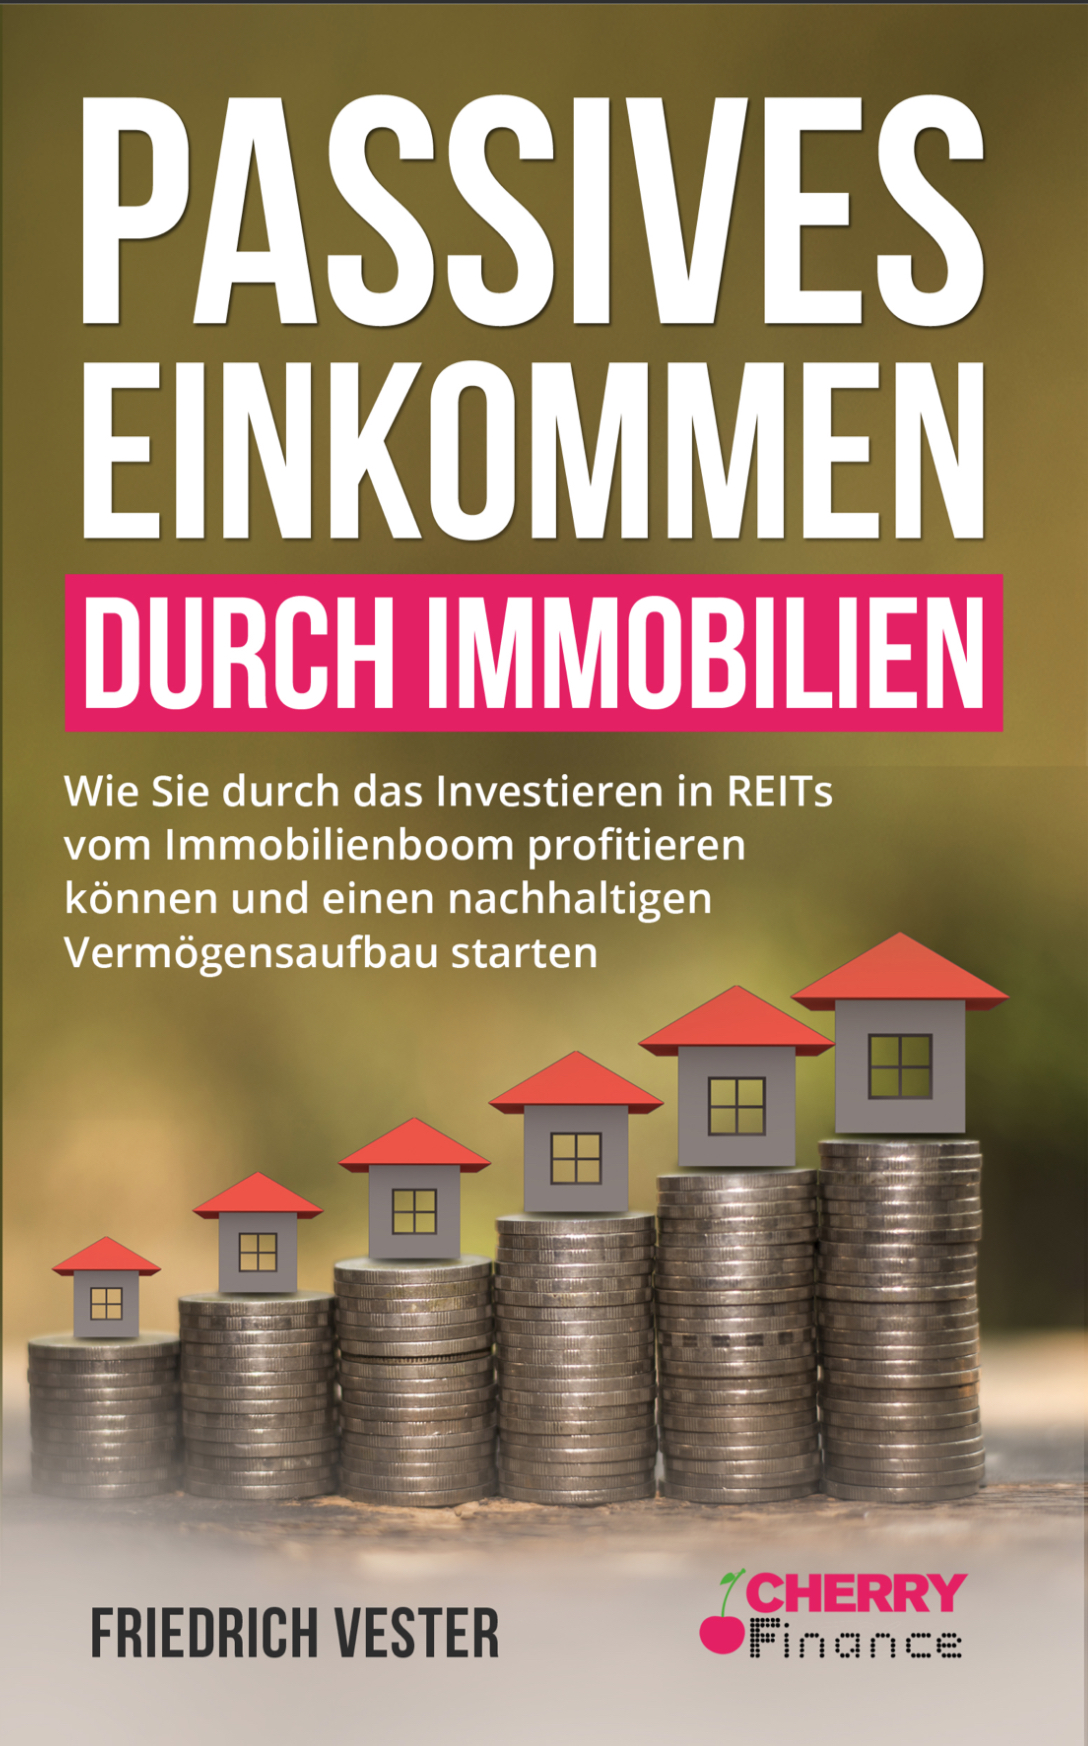 PASSIVES
EINKOMMEN
DURCH IMMOBILIEN
Wie Sie durch das Investieren in REITs
vom Immobilienboom profitieren
können und einen nachhaltigen
Vermögensaufbau starten
FRIEDRICH VESTER
CHERRY
Finance